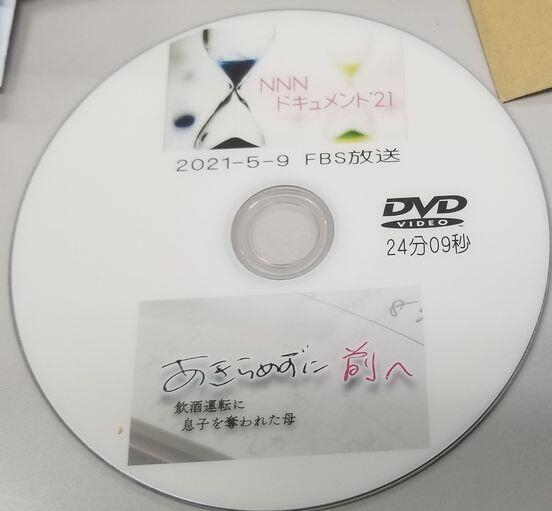 NNN
ドキュメント'21
2021-5-9 FBS放送
DVD
VIDEO
24分09秒
あきらめずに 前へ
飲酒運転に
息子を奪われた母